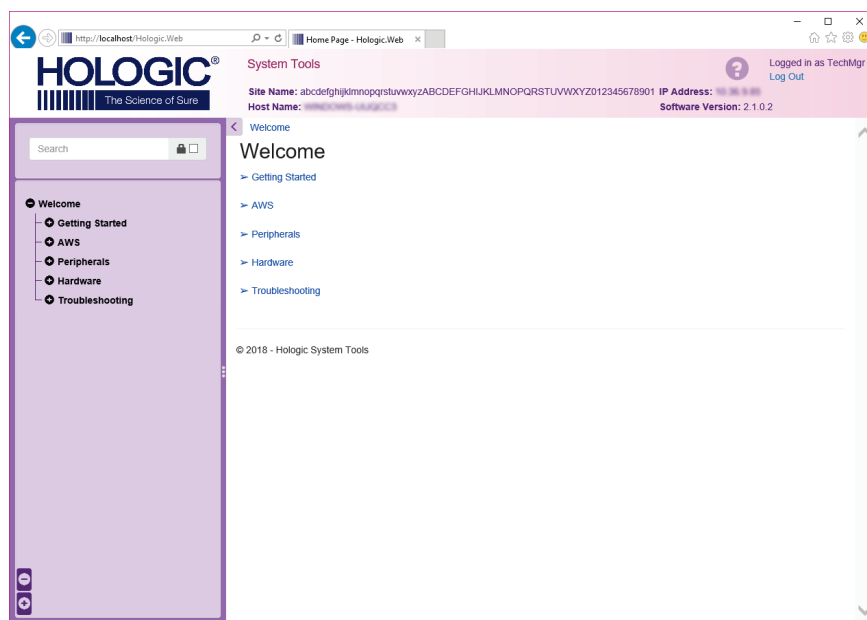 http://localhost/Hologic.Web
Home Page - Hologic.Web
HOLOGIC®
The Science of Sure
System Tools
Logged in as TechMgr
Log Out
Site Name: abcdefghijklmnopqrstuvwxyzABCDEFGHIJKLMNOPQRSTUVWXYZ012345678901 IP Address:
Host Name: Software Version: 2.1.0.2
Search
Welcome
Getting Started
AWS
Peripherals
Hardware
Troubleshooting
Welcome
Welcome
➢ Getting Started
➢ AWS
➢ Peripherals
➢ Hardware
➢ Troubleshooting
© 2018 - Hologic System Tools